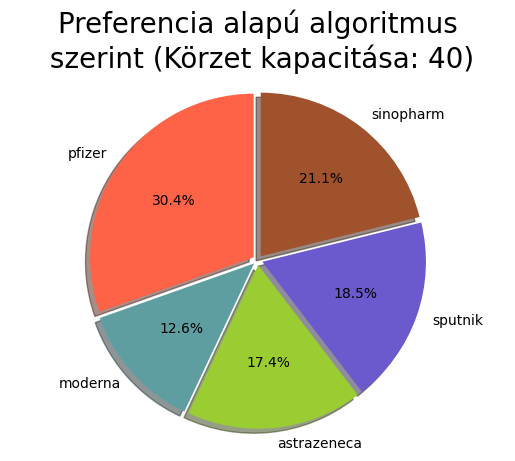 Preferencia alapú algoritmus
szerint (Körzet kapacitása: 40)
sinopharm
pfizer
21.1%
30.4%
18.5%
sputnik
12.6%
17.4%
moderna
astrazeneca